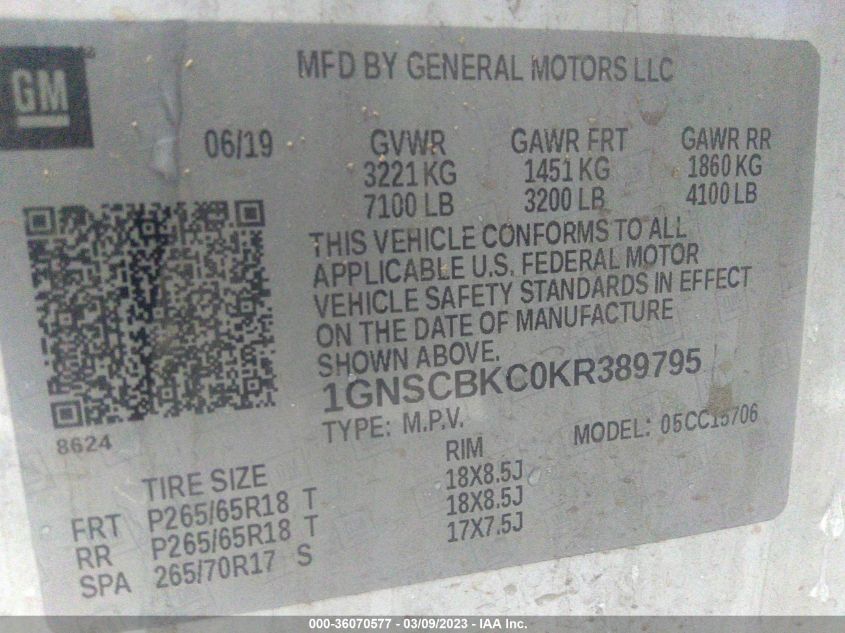 GM
MFD BY GENERAL MOTORS LLC
06/19 GVWR GAWR FRT GAWR RR
3221 KG 1451 KG 1860 KG
7100 LB 3200 LB 4100 LB
THIS VEHICLE CONFORMS TO ALL
APPLICABLE U.S. FEDERAL MOTOR
VEHICLE SAFETY STANDARDS IN EFFECT
ON THE DATE OF MANUFACTURE
SHOWN ABOVE.
1GNSCBKC0KR389795
8624
TYPE: M.P.V. MODEL: 05CC15706
TIRE SIZE RIM
FRT P265/65R18 T 18X8.5J
RR P265/65R18 T 18X8.5J
SPA 265/70R17 S 17X7.5J
000-36070577 - 03/09/2023 - IAA Inc.